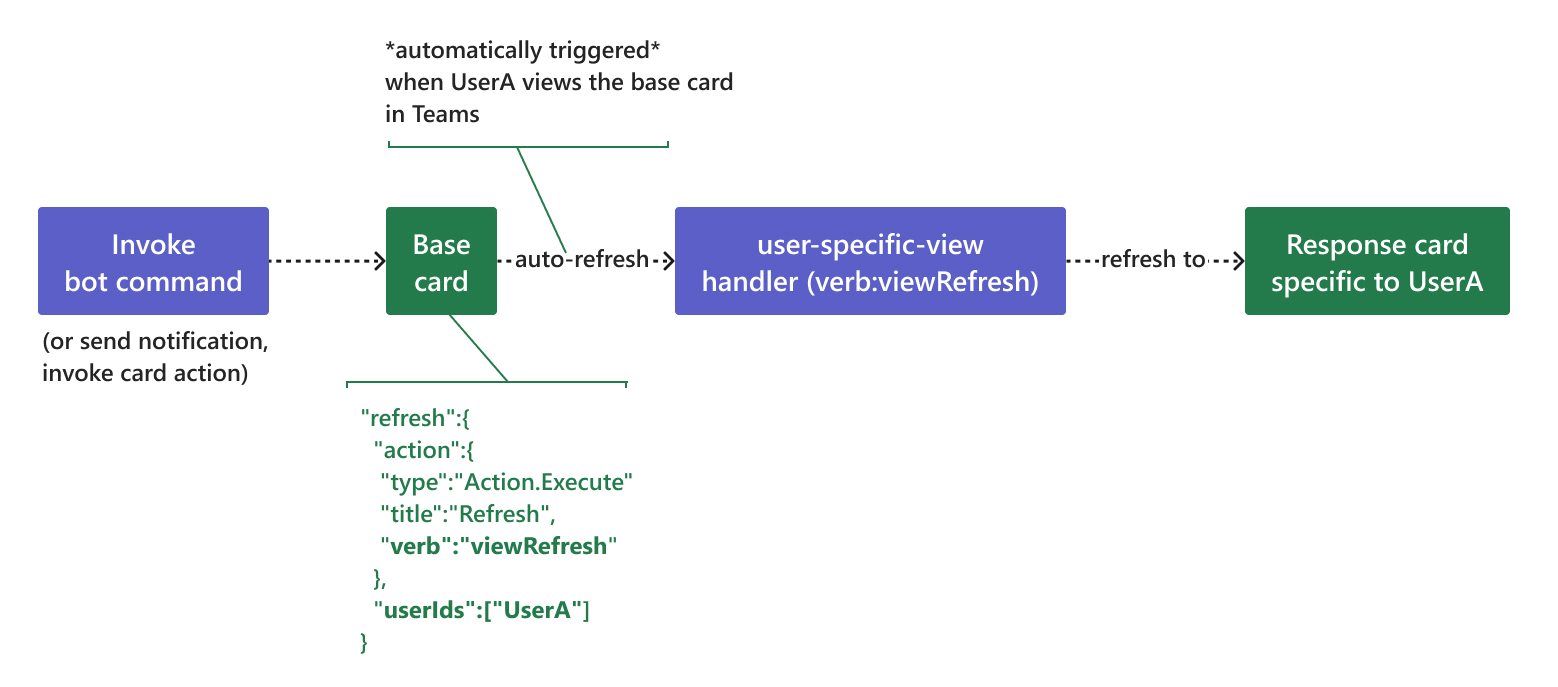 *automatically triggered*
when UserA views the base card
in Teams
Invoke
bot command
Base
card
auto-refresh
user-specific-view
handler (verb:viewRefresh)
refresh to
Response card
specific to UserA
(or send notification,
invoke card action)
"refresh":{
"action":{
"type":"Action.Execute"
"title":"Refresh",
"verb":"viewRefresh"
},
"userIds":["UserA"]
}